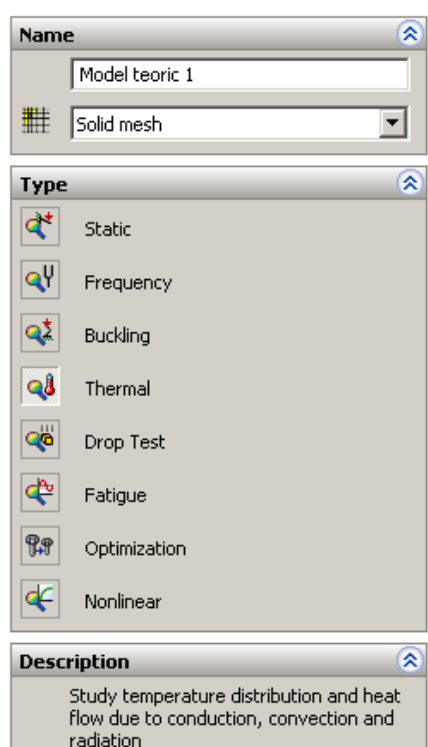 Name
Model teoric 1
Solid mesh
Type
Static
Frequency
Buckling
Thermal
Drop Test
Fatigue
Optimization
Nonlinear
Description
Study temperature distribution and heat
flow due to conduction, convection and
radiation